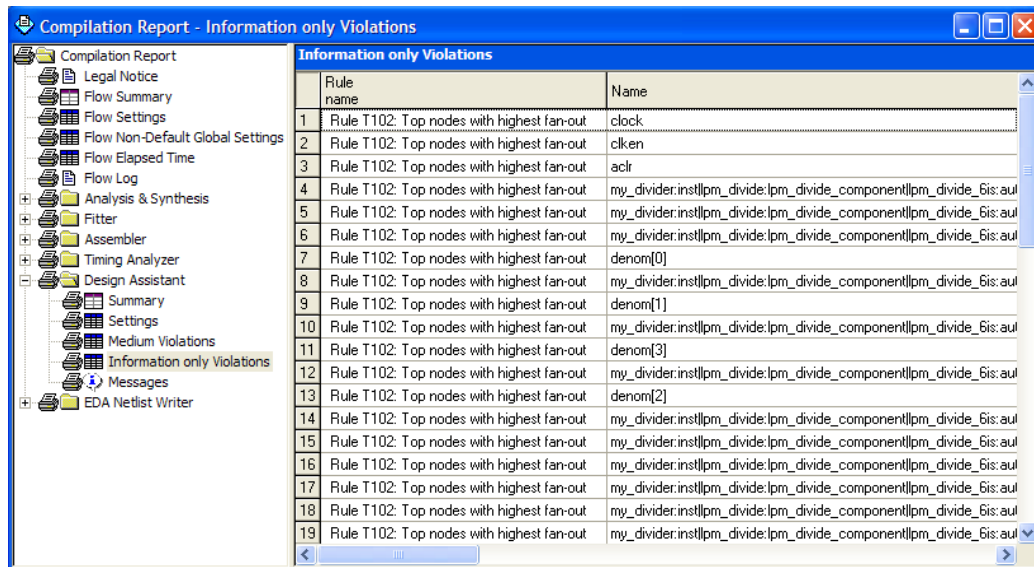 Compilation Report - Information only Violations
Compilation Report
Legal Notice
Flow Summary
Flow Settings
Flow Non-Default Global Settings
Flow Elapsed Time
Flow Log
Analysis & Synthesis
Fitter
Assembler
Timing Analyzer
Design Assistant
Summary
Settings
Medium Violations
Information only Violations
Messages
EDA Netlist Writer
Information only Violations
Rule name Name
1 Rule T102: Top nodes with highest fan-out clock
2 Rule T102: Top nodes with highest fan-out clken
3 Rule T102: Top nodes with highest fan-out aclr
4 Rule T102: Top nodes with highest fan-out my_divider:inst|lpm_divide:lpm_divide_component|lpm_divide_6is:aut
5 Rule T102: Top nodes with highest fan-out my_divider:inst|lpm_divide:lpm_divide_component|lpm_divide_6is:aut
6 Rule T102: Top nodes with highest fan-out my_divider:inst|lpm_divide:lpm_divide_component|lpm_divide_6is:aut
7 Rule T102: Top nodes with highest fan-out denom[0]
8 Rule T102: Top nodes with highest fan-out my_divider:inst|lpm_divide:lpm_divide_component|lpm_divide_6is:aut
9 Rule T102: Top nodes with highest fan-out denom[1]
10 Rule T102: Top nodes with highest fan-out my_divider:inst|lpm_divide:lpm_divide_component|lpm_divide_6is:aut
11 Rule T102: Top nodes with highest fan-out denom[3]
12 Rule T102: Top nodes with highest fan-out my_divider:inst|lpm_divide:lpm_divide_component|lpm_divide_6is:aut
13 Rule T102: Top nodes with highest fan-out denom[2]
14 Rule T102: Top nodes with highest fan-out my_divider:inst|lpm_divide:lpm_divide_component|lpm_divide_6is:aut
15 Rule T102: Top nodes with highest fan-out my_divider:inst|lpm_divide:lpm_divide_component|lpm_divide_6is:aut
16 Rule T102: Top nodes with highest fan-out my_divider:inst|lpm_divide:lpm_divide_component|lpm_divide_6is:aut
17 Rule T102: Top nodes with highest fan-out my_divider:inst|lpm_divide:lpm_divide_component|lpm_divide_6is:aut
18 Rule T102: Top nodes with highest fan-out my_divider:inst|lpm_divide:lpm_divide_component|lpm_divide_6is:aut
19 Rule T102: Top nodes with highest fan-out my_divider:inst|lpm_divide:lpm_divide_component|lpm_divide_6is:aut